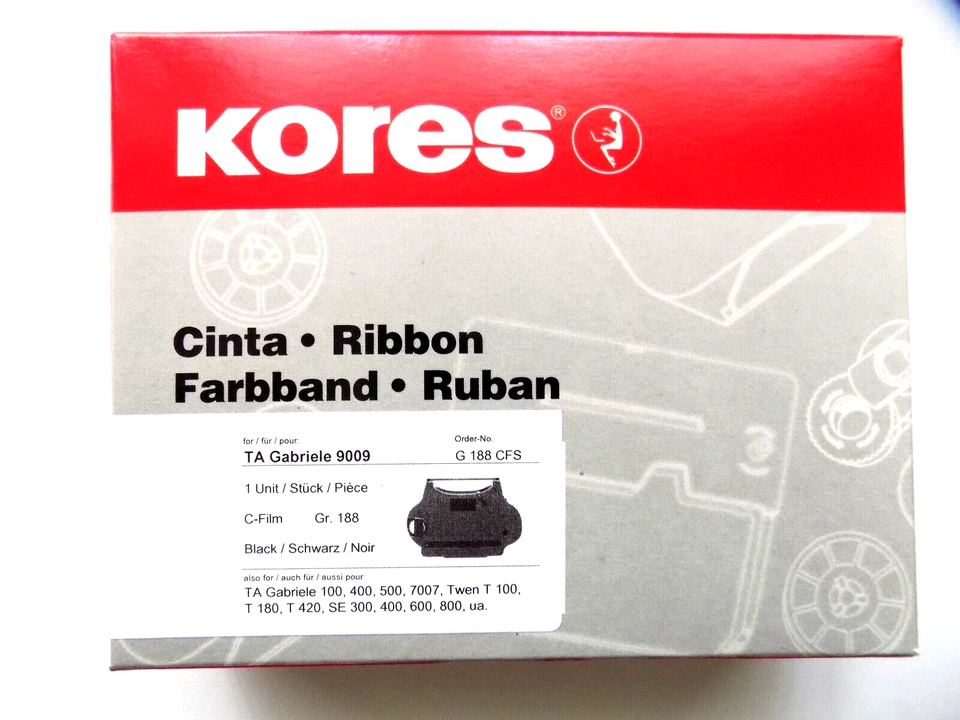 Kores®
Cinta • Ribbon
Farbband • Ruban
for / für / pour:
TA Gabriele 9009
Order-No.
G 188 CFS
1 Unit / Stück / Pièce
C-Film Gr. 188
Black / Schwarz / Noir
also for / auch für / aussi pour:
TA Gabriele 100, 400, 500, 7007, Twen T 100,
T 180, T 420, SE 300, 400, 600, 800, ua.